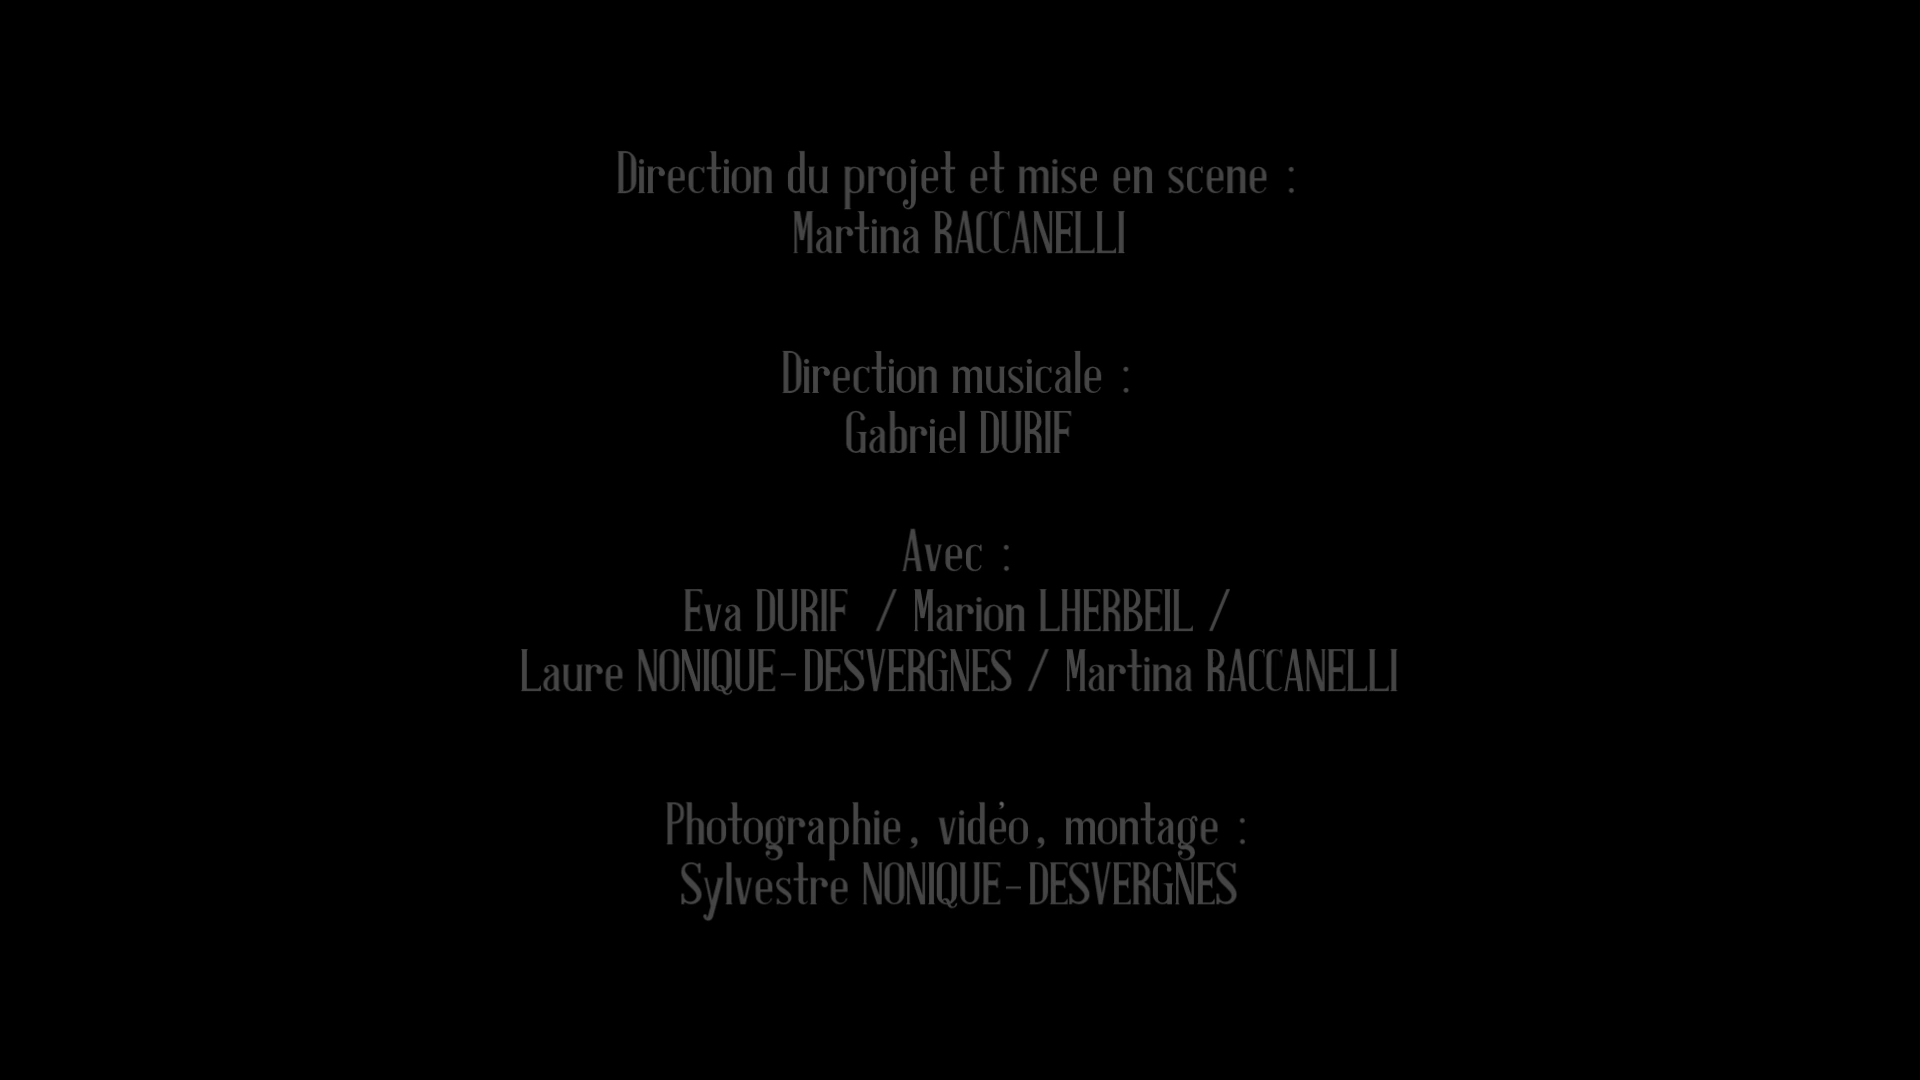 Direction du projet et mise en scene :
Martina RACCANELLI
Direction musicale :
Gabriel DURIF
Avec :
Eva DURIF / Marion LHERBEIL /
Laure NONIQUE-DESVERGNES / Martina RACCANELLI
Photographie, vidéo, montage :
Sylvestre NONIQUE-DESVERGNES